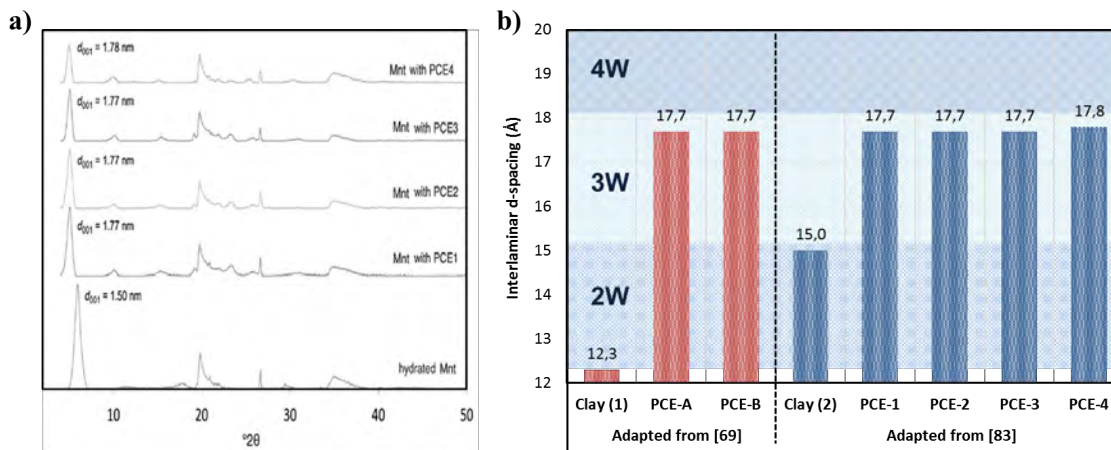 a)
d001 = 1.78 nm
Mnt with PCE4
d001 = 1.77 nm
Mnt with PCE3
d001 = 1.77 nm
Mnt with PCE2
d001 = 1.77 nm
Mnt with PCE1
d001 = 1.50 nm
hydrated Mnt
10 20 30 40 50
°2θ
b)
Interlaminar d-spacing (Å)
20
19
18
17
16
15
14
13
12
4W
3W
2W
12,3
17,7
17,7
15,0
17,7
17,7
17,7
17,8
Clay (1) PCE-A PCE-B Clay (2) PCE-1 PCE-2 PCE-3 PCE-4
Adapted from [69] Adapted from [83]